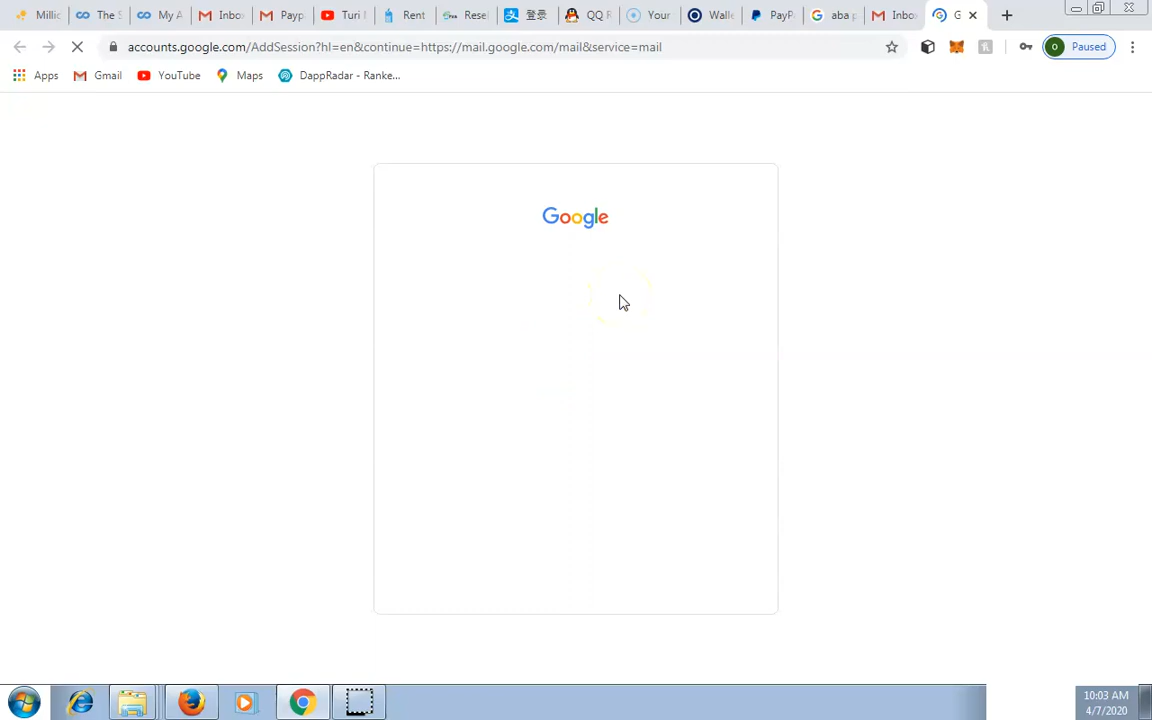 Millic The S My A Inbo Payp Turi Rent Resel 登录 QQ R Your Walle PayP aba p Inbo G
accounts.google.com/AddSession?hl=en&continue=https://mail.google.com/mail&service=mail o Paused
Apps Gmail YouTube Maps DappRadar - Ranke...
Google
10:03 AM
4/7/2020